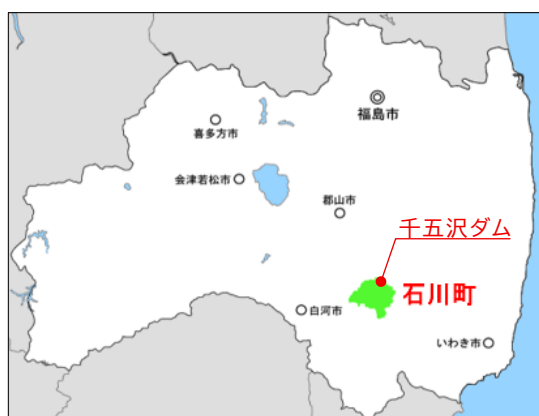 福島市
喜多方市
会津若松市
郡山市
千五沢ダム
石川町
白河市
いわき市